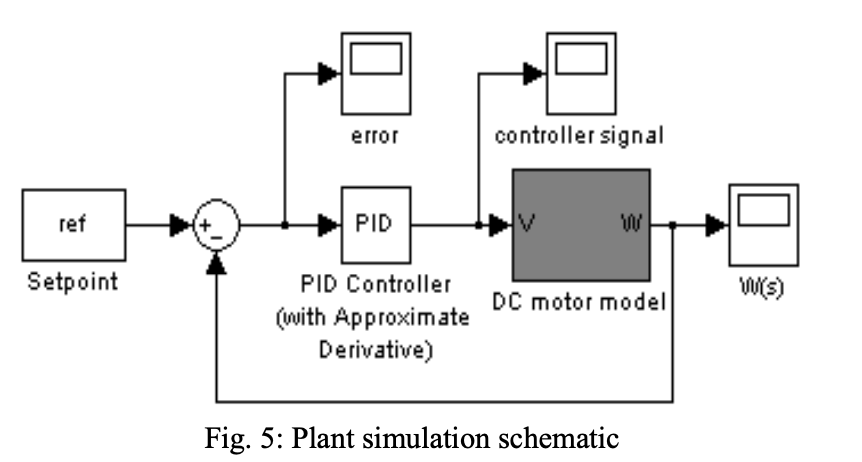 error
controller signal
ref
+
−
PID
V
W
Setpoint
PID Controller
(with Approximate
Derivative)
DC motor model
W(s)
Fig. 5: Plant simulation schematic